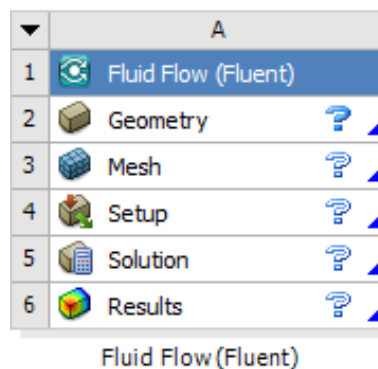 A
1 Fluid Flow (Fluent)
2 Geometry ?
3 Mesh ?
4 Setup ?
5 Solution ?
6 Results ?
Fluid Flow (Fluent)